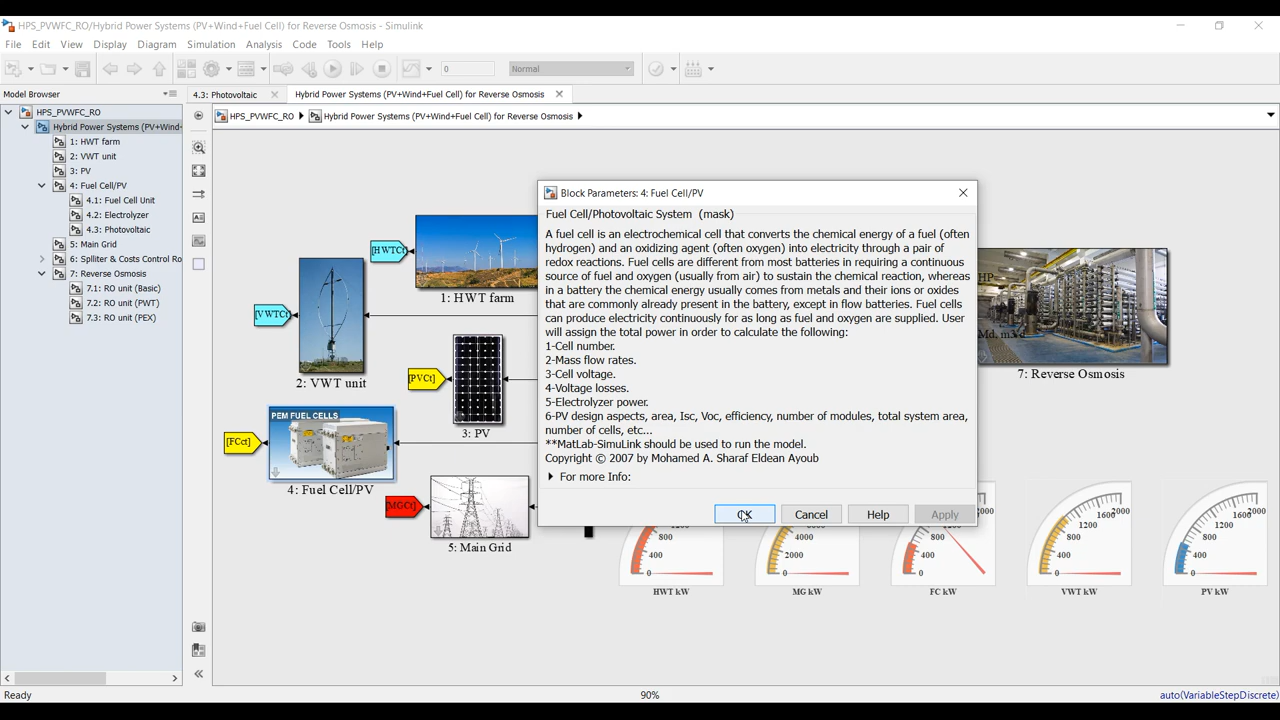 HPS_PVWFC_RO/Hybrid Power Systems (PV+Wind+Fuel Cell) for Reverse Osmosis - Simulink
File Edit View Display Diagram Simulation Analysis Code Tools Help
0 Normal
Model Browser
4.3: Photovoltaic
Hybrid Power Systems (PV+Wind+Fuel Cell) for Reverse Osmosis
HPS_PVWFC_RO
Hybrid Power Systems (PV+Wind+Fuel Cell) for Reverse Osmosis
HPS_PVWFC_RO
Hybrid Power Systems (PV+Wind-
1: HWT farm
2: VWT unit
3: PV
4: Fuel Cell/PV
4.1: Fuel Cell Unit
4.2: Electrolyzer
4.3: Photovoltaic
5: Main Grid
6: Spliiter & Costs Control Ro
7: Reverse Osmosis
7.1: RO unit (Basic)
7.2: RO unit (PWT)
7.3: RO unit (PEX)
[HWTCt]
1: HWT farm
[VWTCt]
2: VWT unit
[PVCt]
3: PV
PEM FUEL CELLS
[FCct]
4: Fuel Cell/PV
[MGCt]
5: Main Grid
Block Parameters: 4: Fuel Cell/PV
Fuel Cell/Photovoltaic System (mask)
A fuel cell is an electrochemical cell that converts the chemical energy of a fuel (often
hydrogen) and an oxidizing agent (often oxygen) into electricity through a pair of
redox reactions. Fuel cells are different from most batteries in requiring a continuous
source of fuel and oxygen (usually from air) to sustain the chemical reaction, whereas
in a battery the chemical energy usually comes from metals and their ions or oxides
that are commonly already present in the battery, except in flow batteries. Fuel cells
can produce electricity continuously for as long as fuel and oxygen are supplied. User
will assign the total power in order to calculate the following:
1-Cell number.
2-Mass flow rates.
3-Cell voltage.
4-Voltage losses.
5-Electrolyzer power.
6-PV design aspects, area, Isc, Voc, efficiency, number of modules, total system area,
number of cells, etc...
**MatLab-SimuLink should be used to run the model.
Copyright © 2007 by Mohamed A. Sharaf Eldean Ayoub
For more Info:
OK Cancel Help Apply
HP
Md, m
7: Reverse Osmosis
800 400 0
HWT kW
4000 2000 0
MG kW
800 400 0
FC kW
2000 1600 1200 800 400 0
VWT kW
2000 1600 1200 800 400 0
PV kW
Ready 90% auto(VariableStepDiscrete)